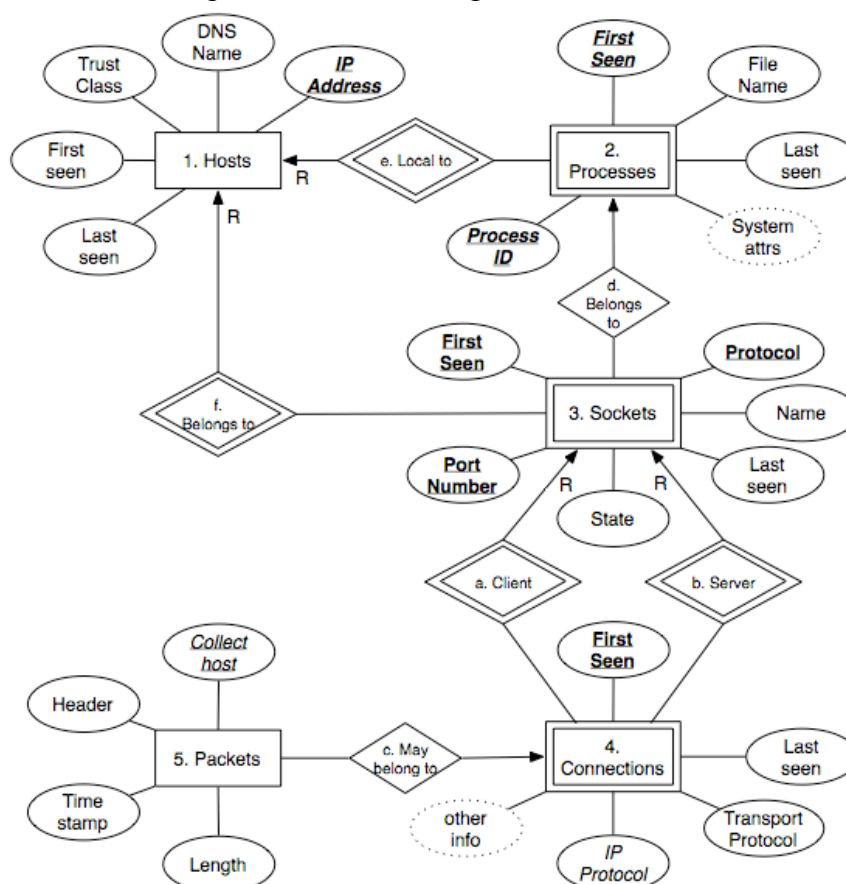 DNS
Name
Trust
Class
IP
Address
First
seen
1. Hosts
Last
seen
R
R
e. Local to
First
Seen
File
Name
2.
Processes
Last
seen
Process
ID
System
attrs
d.
Belongs
to
First
Seen
Protocol
f.
Belongs to
3. Sockets
Name
Port
Number
Last
seen
State
R
R
a. Client
b. Server
Collect
host
First
Seen
Header
5. Packets
c. May
belong to
4.
Connections
Last
seen
Time
stamp
Length
other
info
IP
Protocol
Transport
Protocol